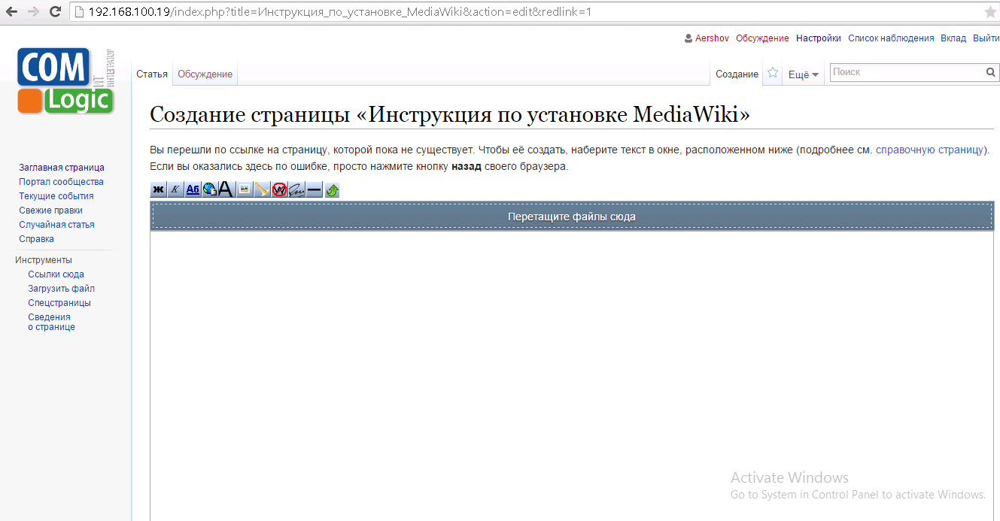 192.168.100.19/index.php?title=Инструкция_по_установке_MediaWiki&action=edit&redlink=1
Aershov Обсуждение Настройки Список наблюдения Вклад Выйти
COM
Logic
ИТ ИНТЕГРАТОР
Статья Обсуждение Создание Ещё Поиск
Создание страницы «Инструкция по установке MediaWiki»
Вы перешли по ссылке на страницу, которой пока не существует. Чтобы её создать, наберите текст в окне, расположенном ниже (подробнее см. справочную страницу).
Если вы оказались здесь по ошибке, просто нажмите кнопку назад своего браузера.
Ж К Аб A W
Перетащите файлы сюда
Заглавная страница
Портал сообщества
Текущие события
Свежие правки
Случайная статья
Справка
Инструменты
Ссылки сюда
Загрузить файл
Спецстраницы
Сведения
о странице
Activate Windows
Go to System in Control Panel to activate Windows.